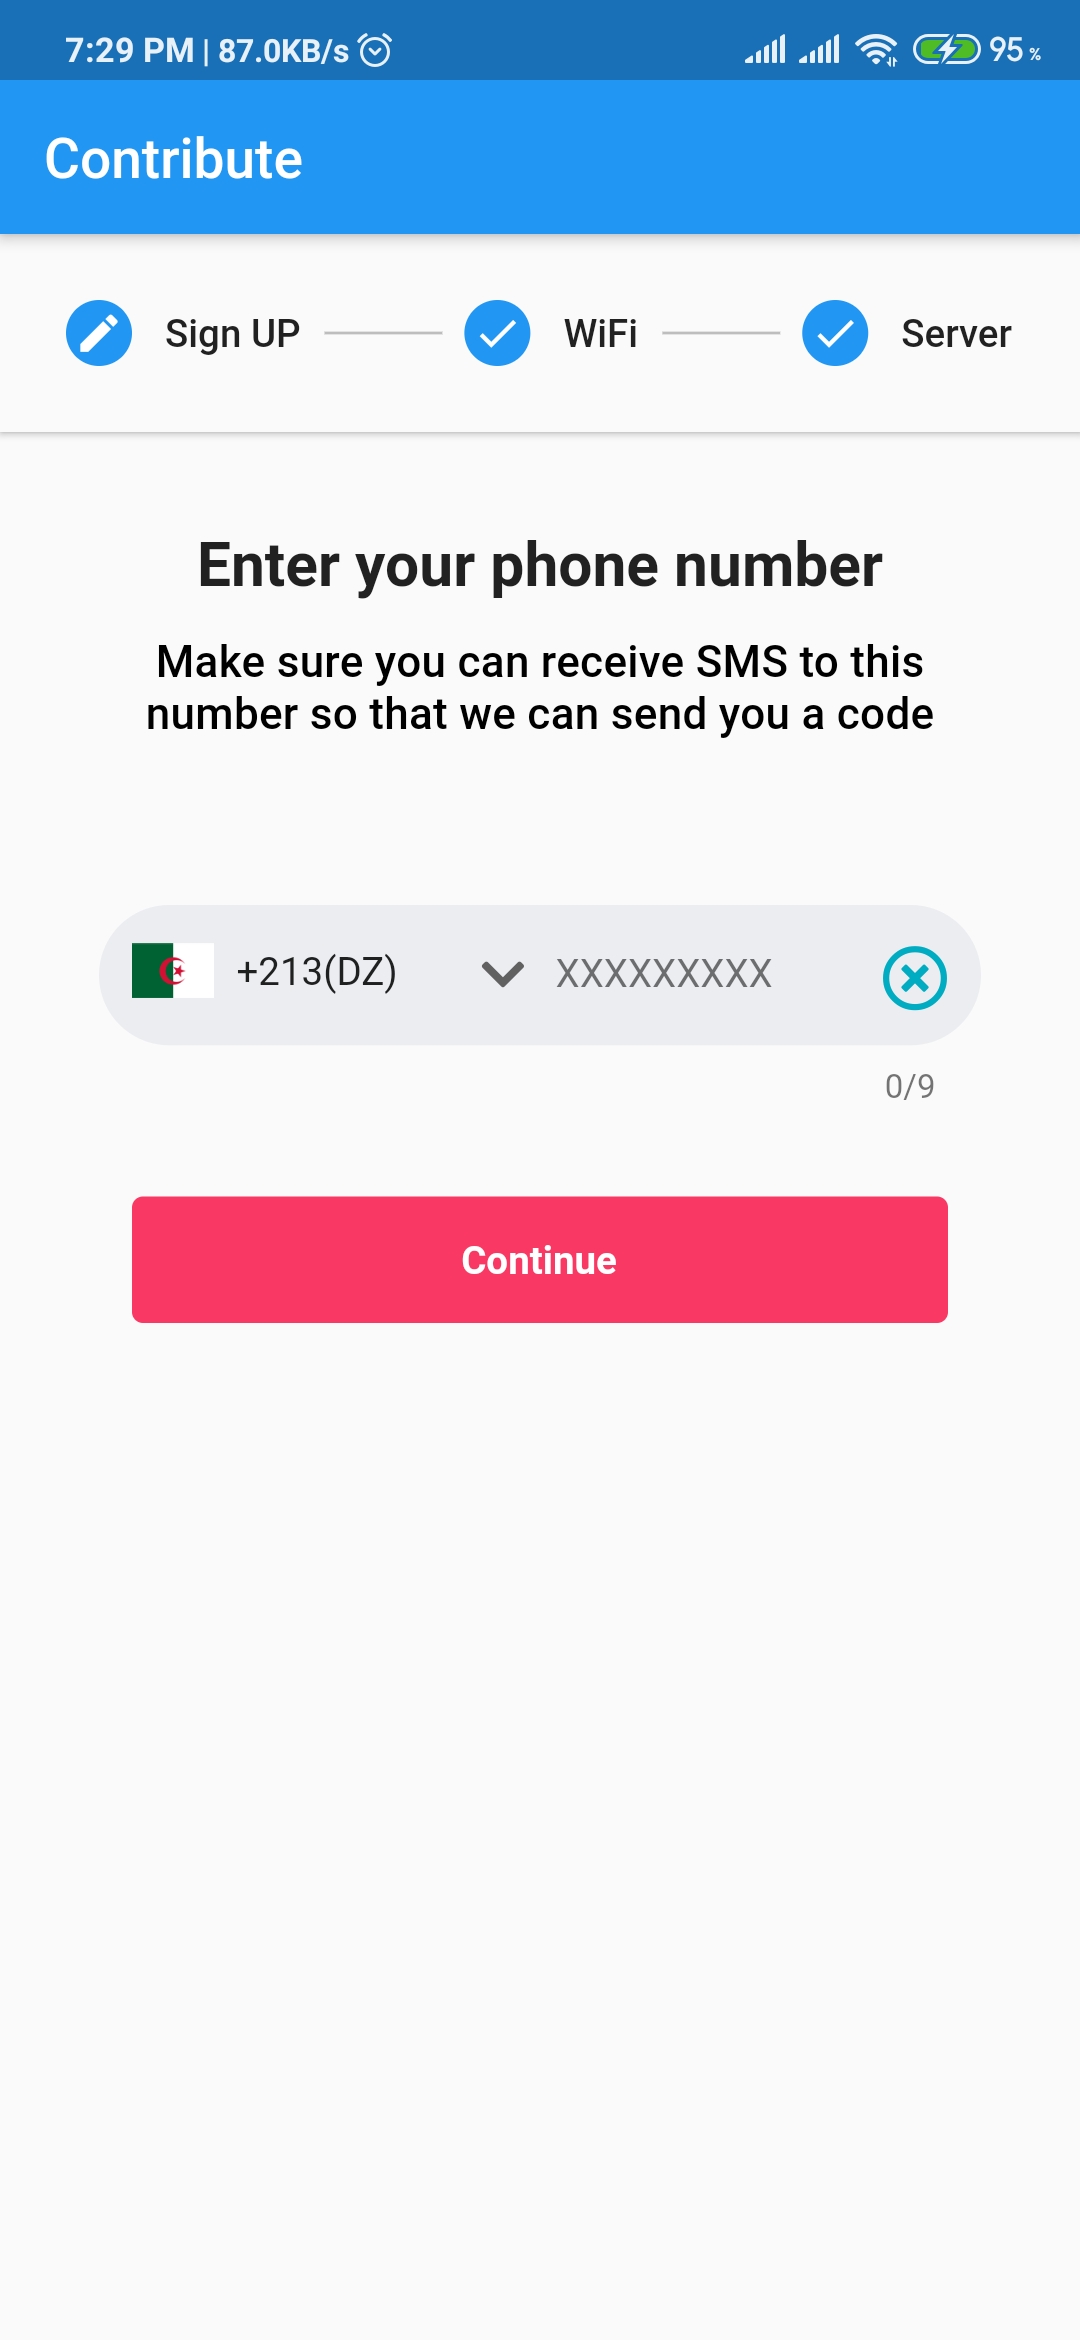 7:29 PM | 87.0KB/s 95 %
Contribute
Sign UP WiFi Server
Enter your phone number
Make sure you can receive SMS to this
number so that we can send you a code
+213(DZ) XXXXXXXXX
0/9
Continue